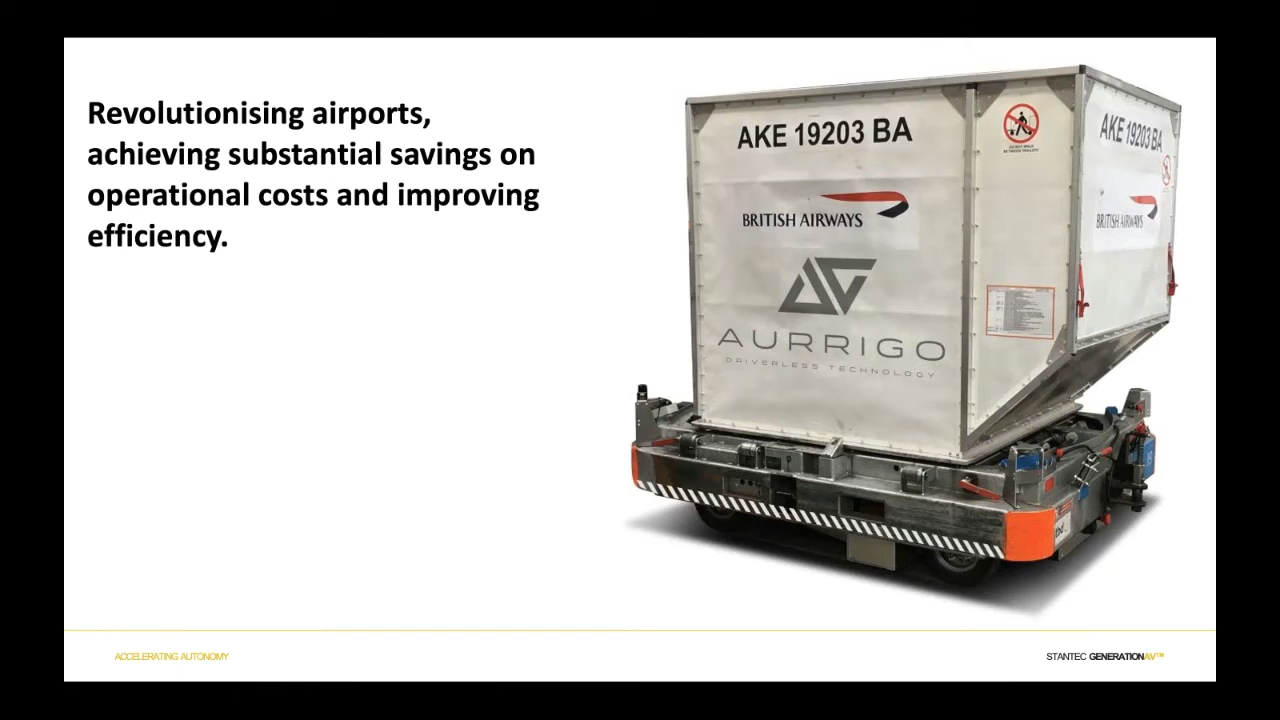 Revolutionising airports,
achieving substantial savings on
operational costs and improving
efficiency.
AKE 19203 BA
BRITISH AIRWAYS
AURRIGO
DRIVERLESS TECHNOLOGY
AKE 19203 BA
BRITISH AIRWAYS
ACCELERATING AUTONOMY
STANTEC GENERATIONAV™